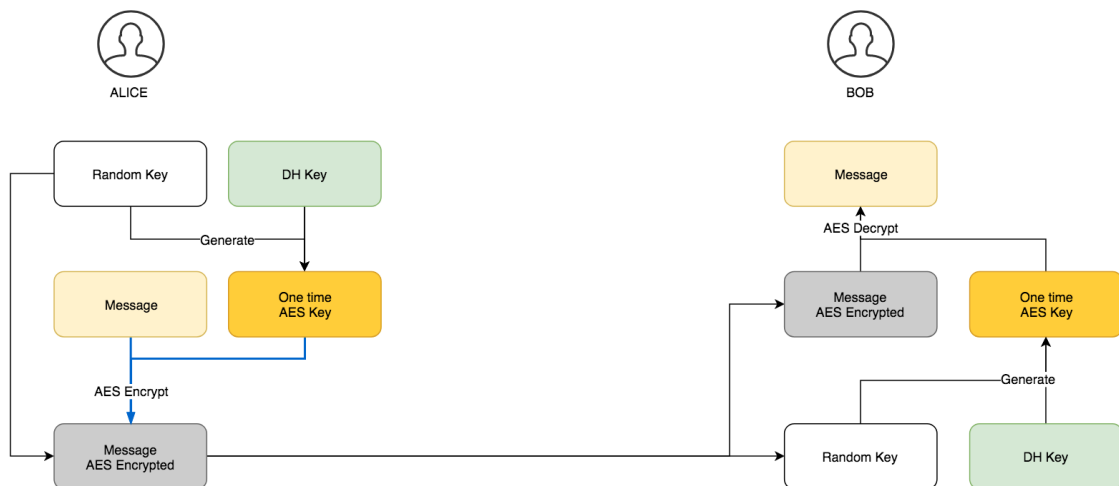 ALICE
BOB
Random Key
DH Key
Message
Generate
AES Decrypt
Message
One time
AES Key
Message
AES Encrypted
One time
AES Key
AES Encrypt
Generate
Message
AES Encrypted
Random Key
DH Key